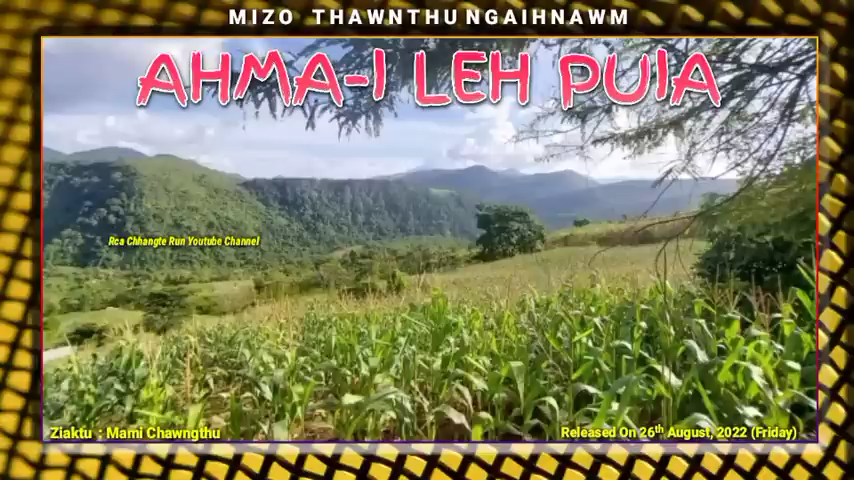 MIZO THAWNTHU NGAIHNAWM
AHMA-I LEH PUIA
Rca Chhangte Run Youtube Channel
Ziaktu : Mami Chawngthu
Released On 26th August, 2022 (Friday)